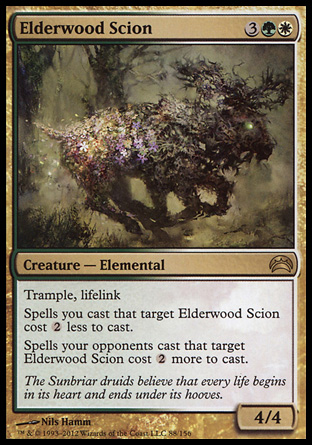 Elderwood Scion 3
Creature — Elemental
Trample, lifelink
Spells you cast that target Elderwood Scion
cost 2 less to cast.
Spells your opponents cast that target
Elderwood Scion cost 2 more to cast.
The Sunbriar druids believe that every life begins
in its heart and ends under its hooves.
Nils Hamm
™ & © 1993–2012 Wizards of the Coast LLC 88/156
4/4